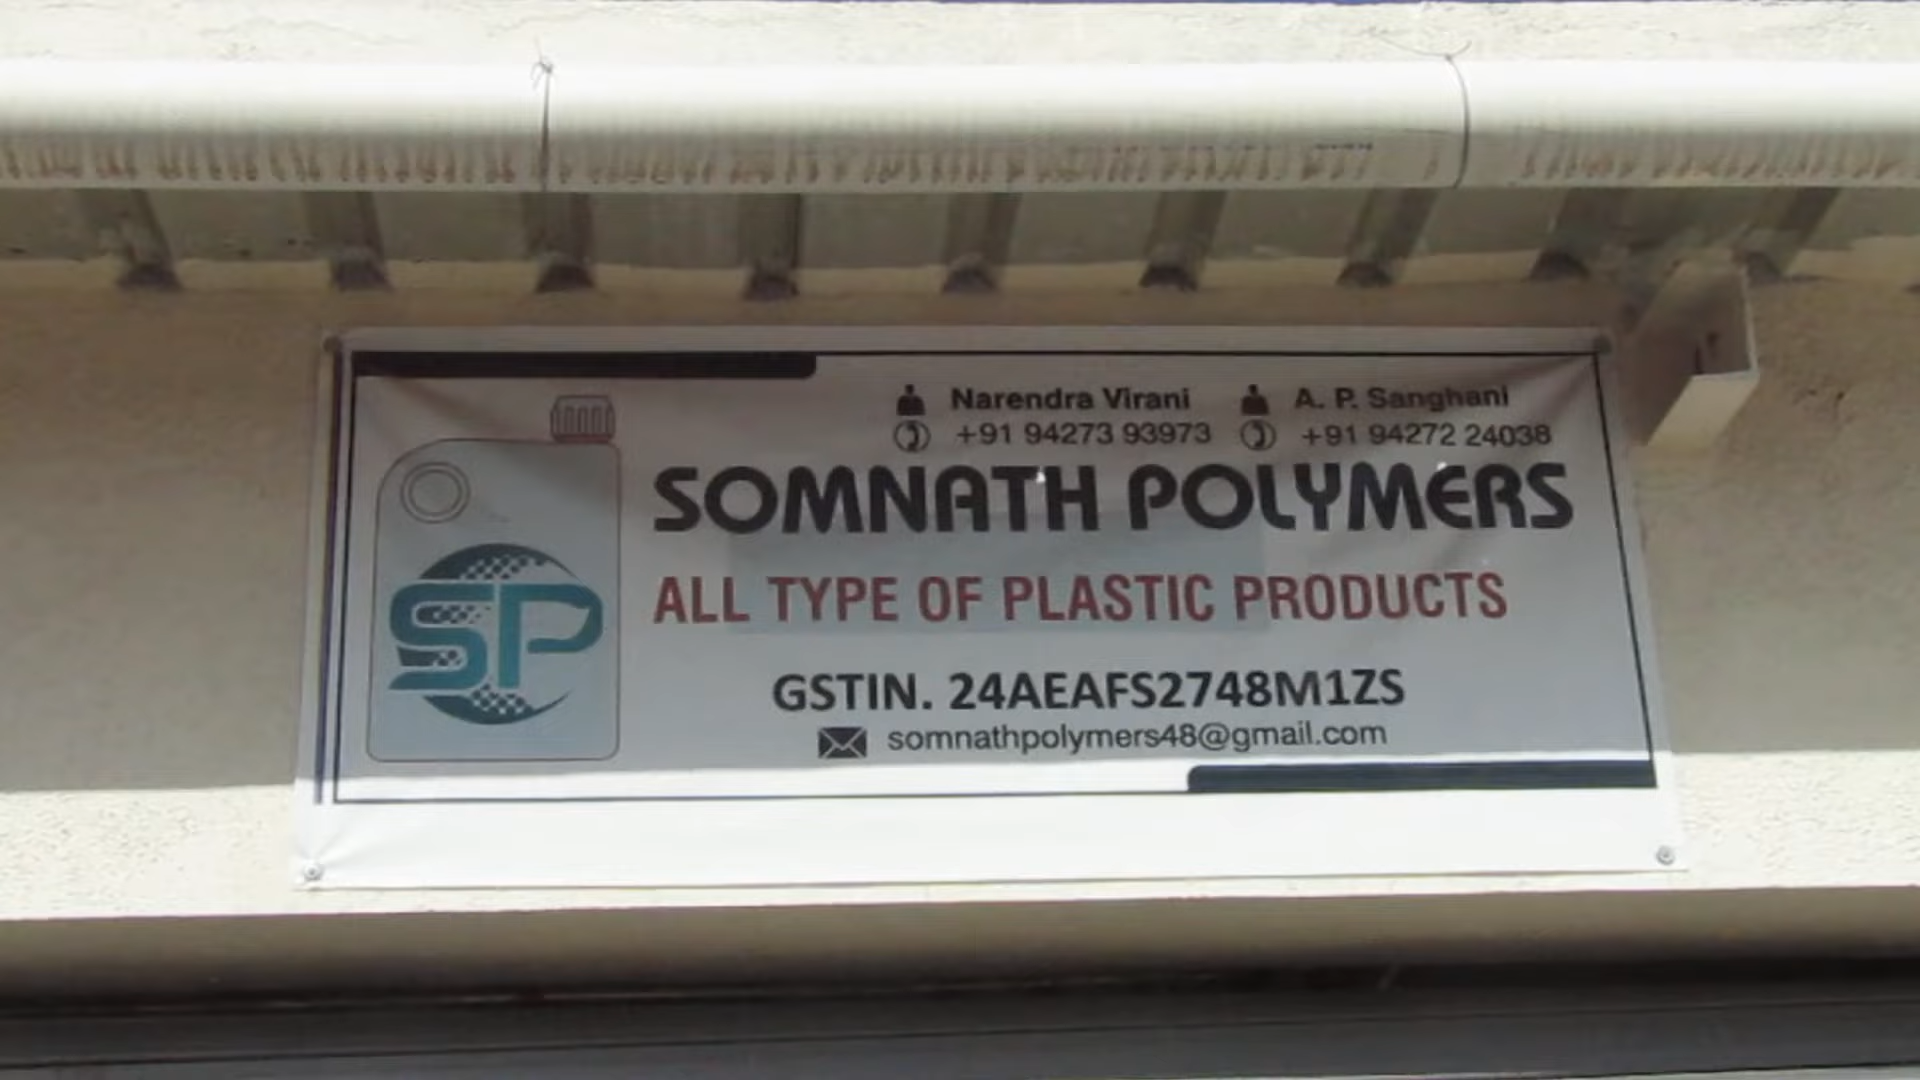 Narendra Virani A. P. Sanghani
+91 94273 93973 +91 94272 24038
SOMNATH POLYMERS
SP
ALL TYPE OF PLASTIC PRODUCTS
GSTIN. 24AEAFS2748M1ZS
somnathpolymers48@gmail.com